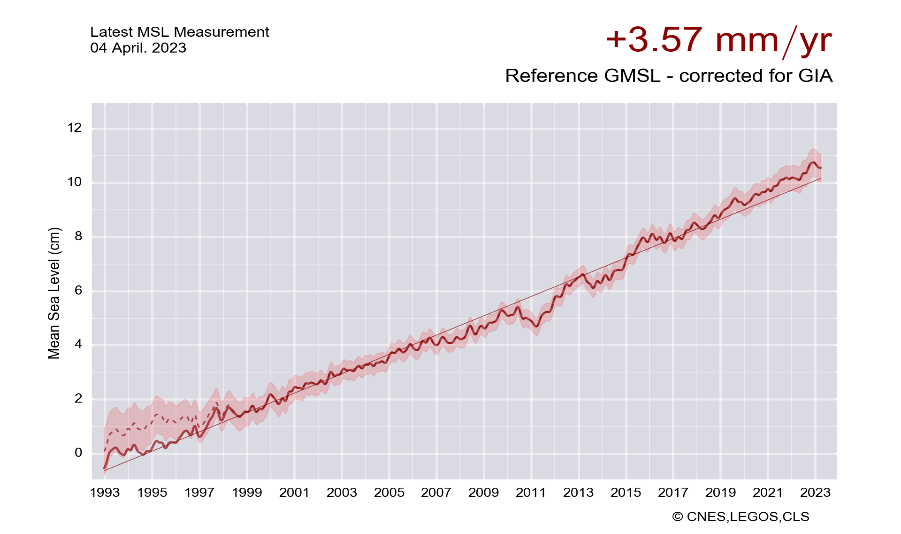 Latest MSL Measurement
04 April. 2023
+3.57 mm/yr
Reference GMSL - corrected for GIA
Mean Sea Level (cm)
12
10
8
6
4
2
0
1993 1995 1997 1999 2001 2003 2005 2007 2009 2011 2013 2015 2017 2019 2021 2023
© CNES,LEGOS,CLS